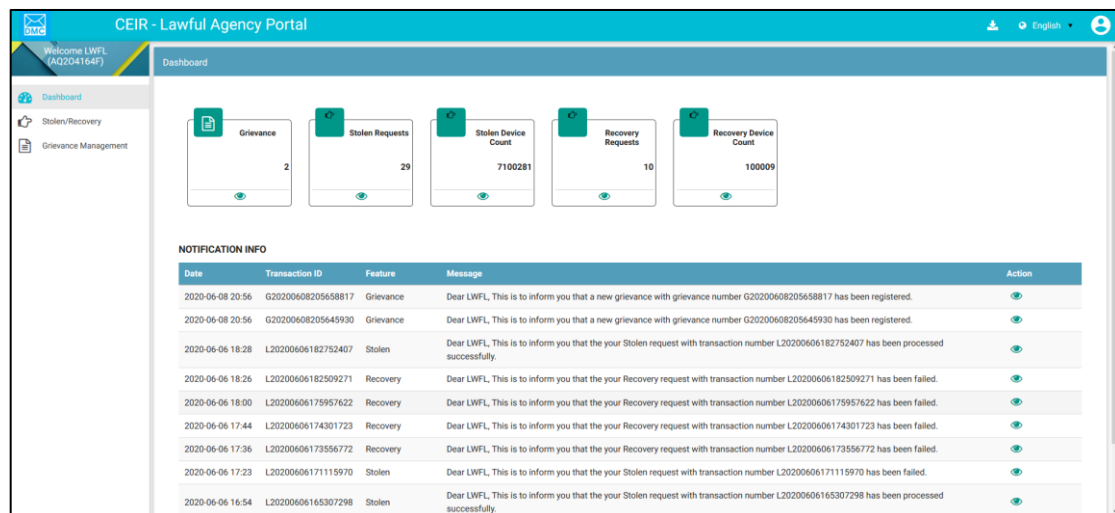 DMC
CEIR - Lawful Agency Portal
English
Welcome LWFL
(AQ204164F)
Dashboard
Dashboard
Stolen/Recovery
Grievance Management
Grievance
2
Stolen Requests
29
Stolen Device
Count
7100281
Recovery
Requests
10
Recovery Device
Count
100009
NOTIFICATION INFO
Date Transaction ID Feature Message Action
2020-06-08 20:56 G20200608205658817 Grievance Dear LWFL, This is to inform you that a new grievance with grievance number G20200608205658817 has been registered.
2020-06-08 20:56 G20200608205645930 Grievance Dear LWFL, This is to inform you that a new grievance with grievance number G20200608205645930 has been registered.
2020-06-06 18:28 L20200606182752407 Stolen Dear LWFL, This is to inform you that the your Stolen request with transaction number L20200606182752407 has been processed
successfully.
2020-06-06 18:26 L20200606182509271 Recovery Dear LWFL, This is to inform you that the your Recovery request with transaction number L20200606182509271 has been failed.
2020-06-06 18:00 L20200606175957622 Recovery Dear LWFL, This is to inform you that the your Recovery request with transaction number L20200606175957622 has been failed.
2020-06-06 17:44 L20200606174301723 Recovery Dear LWFL, This is to inform you that the your Recovery request with transaction number L20200606174301723 has been failed.
2020-06-06 17:36 L20200606173556772 Recovery Dear LWFL, This is to inform you that the your Recovery request with transaction number L20200606173556772 has been failed.
2020-06-06 17:23 L20200606171115970 Stolen Dear LWFL, This is to inform you that the your Stolen request with transaction number L20200606171115970 has been failed.
2020-06-06 16:54 L20200606165307298 Stolen Dear LWFL, This is to inform you that the your Stolen request with transaction number L20200606165307298 has been processed
successfully.